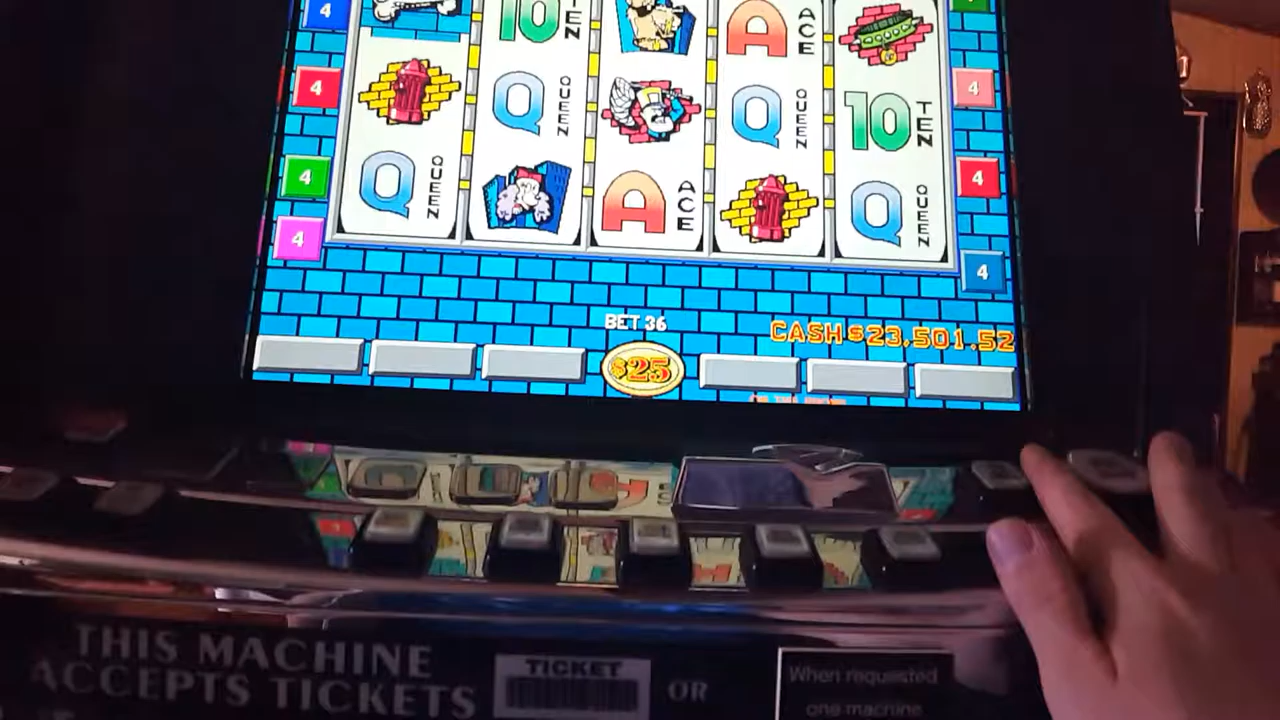 4
10 TEN
A ACE
4
Q QUEEN
Q QUEEN
10 TEN
4
4
Q QUEEN
A ACE
Q QUEEN
4
4
4
BET 36
CASH $23,501.52
$25
THIS MACHINE
ACCEPTS TICKETS
TICKET
OR
When requested
one machine